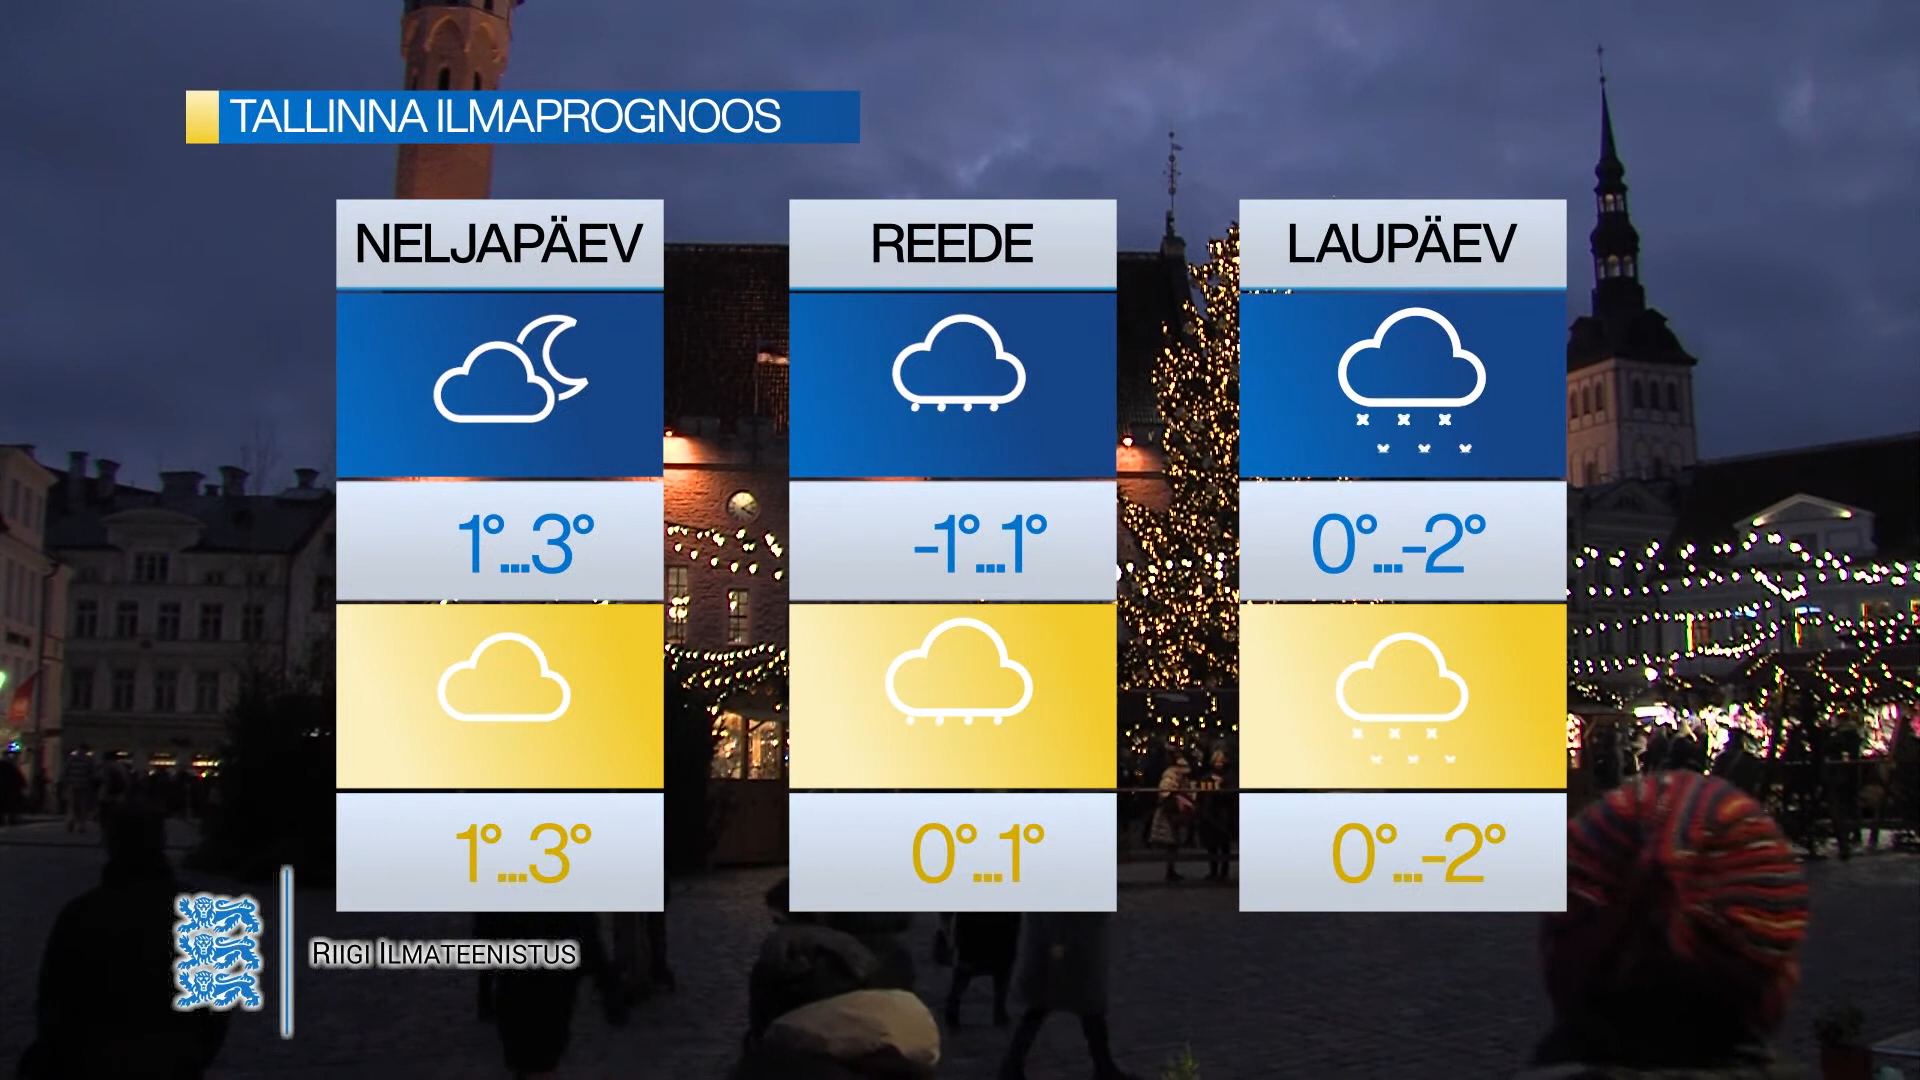 TALLINNA ILMAPROGNOOS
NELJAPÄEV
REEDE
LAUPÄEV
1°...3°
-1°...1°
0°...-2°
1°...3°
0°...1°
0°...-2°
RIIGI ILMATEENISTUS